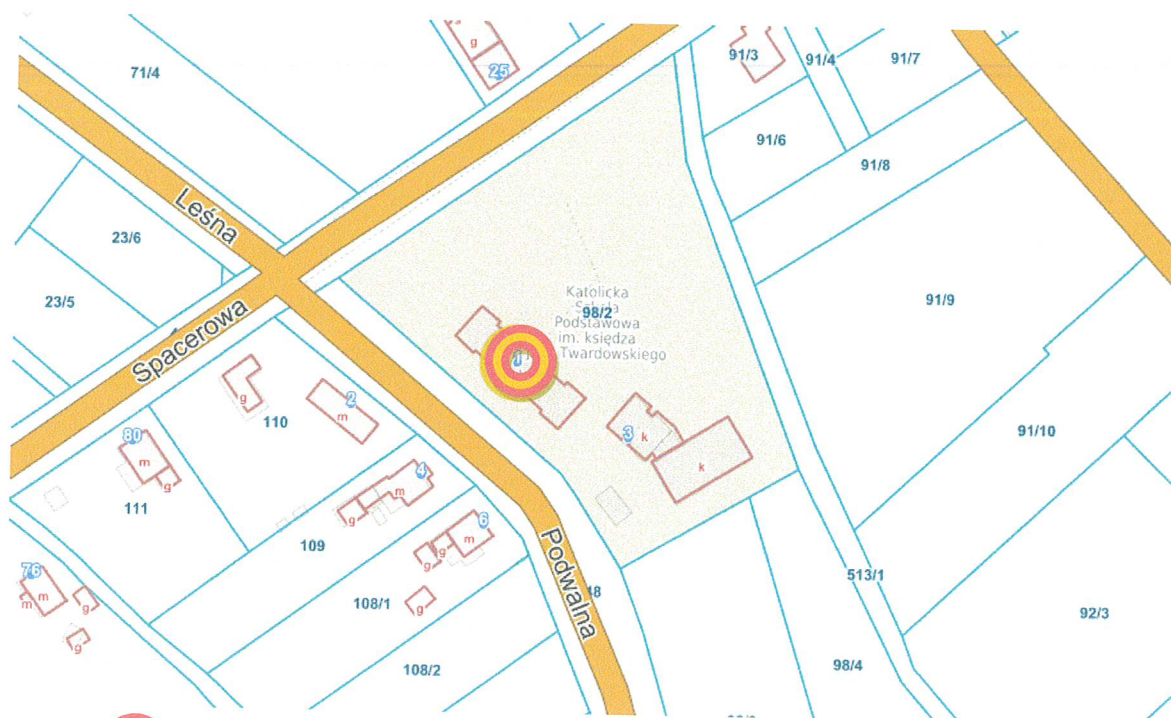 71/4
g
25
91/3
91/4
91/7
91/6
91/8
Leśna
23/6
23/5
Spacerowa
Katolicka
98/2
Podstawowa
im. księdza
Twardowskiego
91/9
g
2
m
110
80
m
g
111
4
m
g
109
6
m
g
g
108/1
g
3
k
k
91/10
Podwalna
76
m
m
g
g
513/1
92/3
108/2
98/4